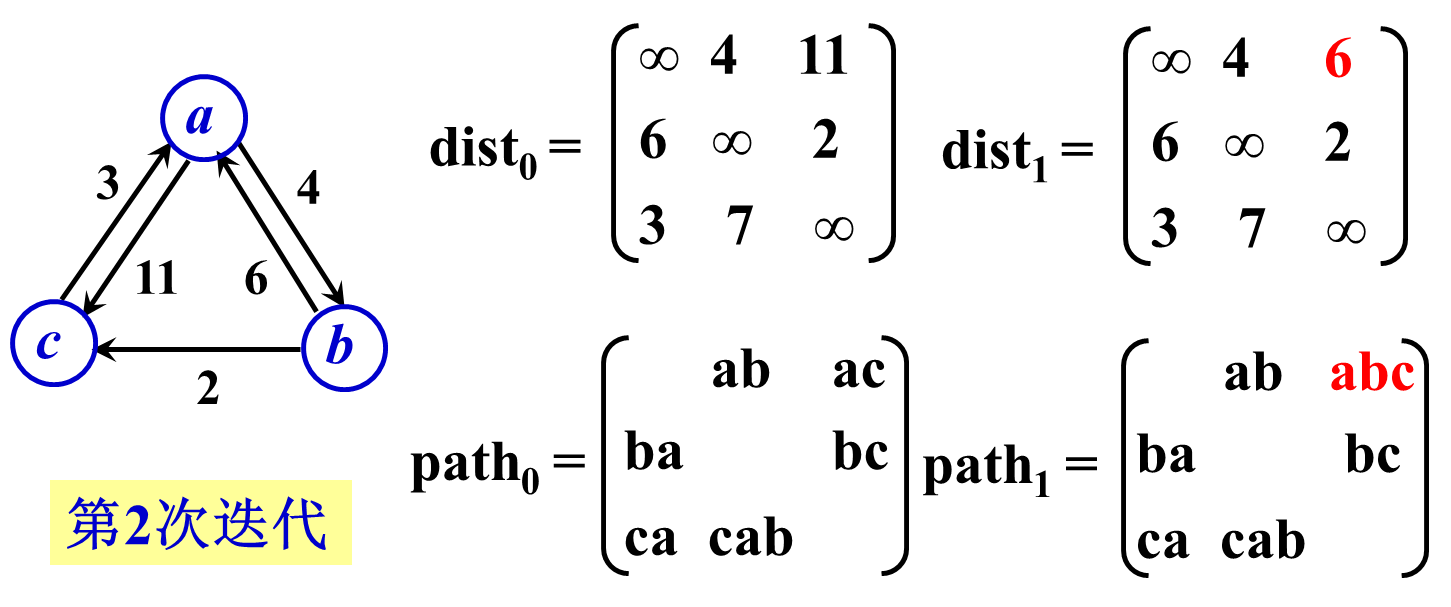 a
3
4
11
6
c
b
2
第2次迭代
dist0 =
∞ 4 11
6 ∞ 2
3 7 ∞
dist1 =
∞ 4 6
6 ∞ 2
3 7 ∞
path0 =
ab ac
ba bc
ca cab
path1 =
ab abc
ba bc
ca cab